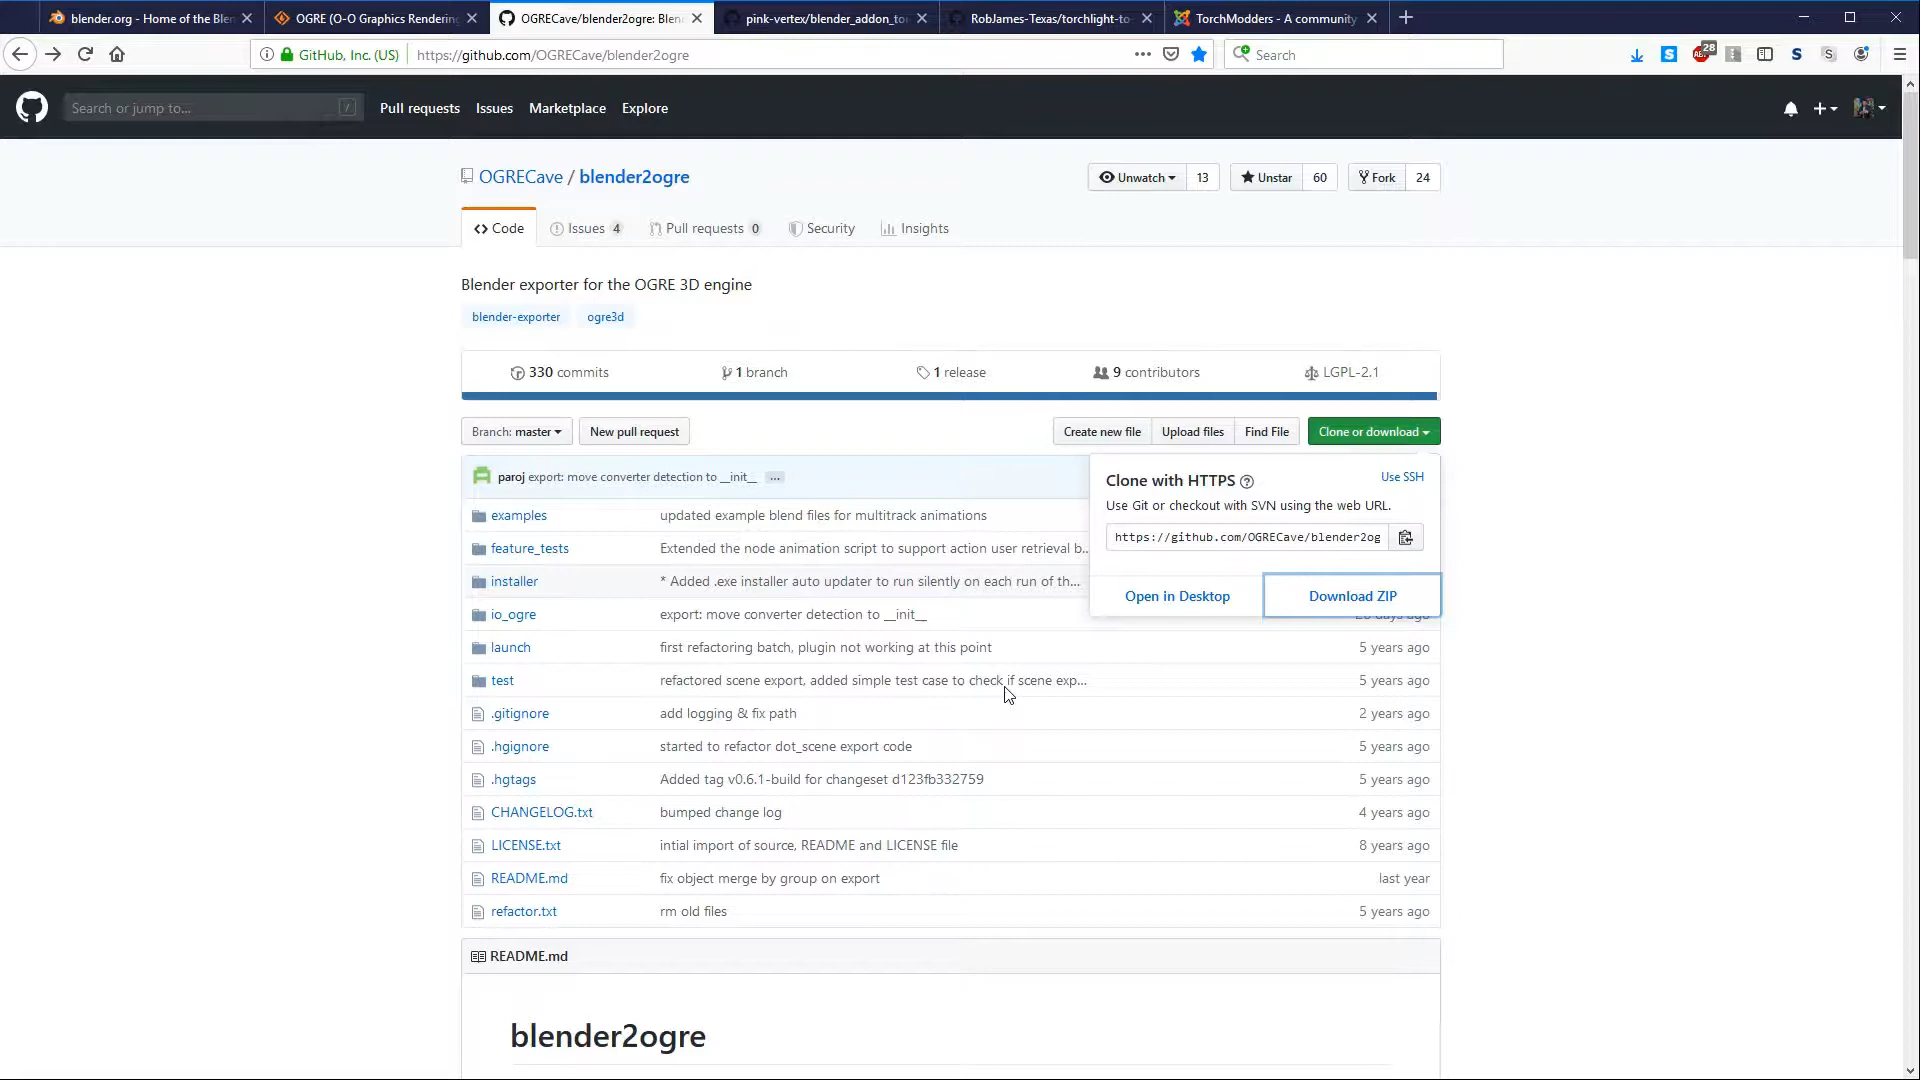 blender.org - Home of the Blen
OGRE (O-O Graphics Rendering
OGRECave/blender2ogre: Blen
pink-vertex/blender_addon_to
RobJames-Texas/torchlight-to
TorchModders - A community
GitHub, Inc. (US)
https://github.com/OGRECave/blender2ogre
Search
28
Search or jump to...
/
Pull requests
Issues
Marketplace
Explore
OGRECave / blender2ogre
Unwatch
13
Unstar
60
Fork
24
Code
Issues 4
Pull requests 0
Security
Insights
Blender exporter for the OGRE 3D engine
blender-exporter
ogre3d
330 commits
1 branch
1 release
9 contributors
LGPL-2.1
Branch: master
New pull request
Create new file
Upload files
Find File
Clone or download
paroj export: move converter detection to __init__ ...
Clone with HTTPS
Use SSH
Use Git or checkout with SVN using the web URL.
https://github.com/OGRECave/blender2og
Open in Desktop
Download ZIP
examples
updated example blend files for multitrack animations
feature_tests
Extended the node animation script to support action user retrieval b...
installer
* Added .exe installer auto updater to run silently on each run of th...
io_ogre
export: move converter detection to __init__
days ago
launch
first refactoring batch, plugin not working at this point
5 years ago
test
refactored scene export, added simple test case to check if scene exp...
5 years ago
.gitignore
add logging & fix path
2 years ago
.hgignore
started to refactor dot_scene export code
5 years ago
.hgtags
Added tag v0.6.1-build for changeset d123fb332759
5 years ago
CHANGELOG.txt
bumped change log
4 years ago
LICENSE.txt
intial import of source, README and LICENSE file
8 years ago
README.md
fix object merge by group on export
last year
refactor.txt
rm old files
5 years ago
README.md
blender2ogre